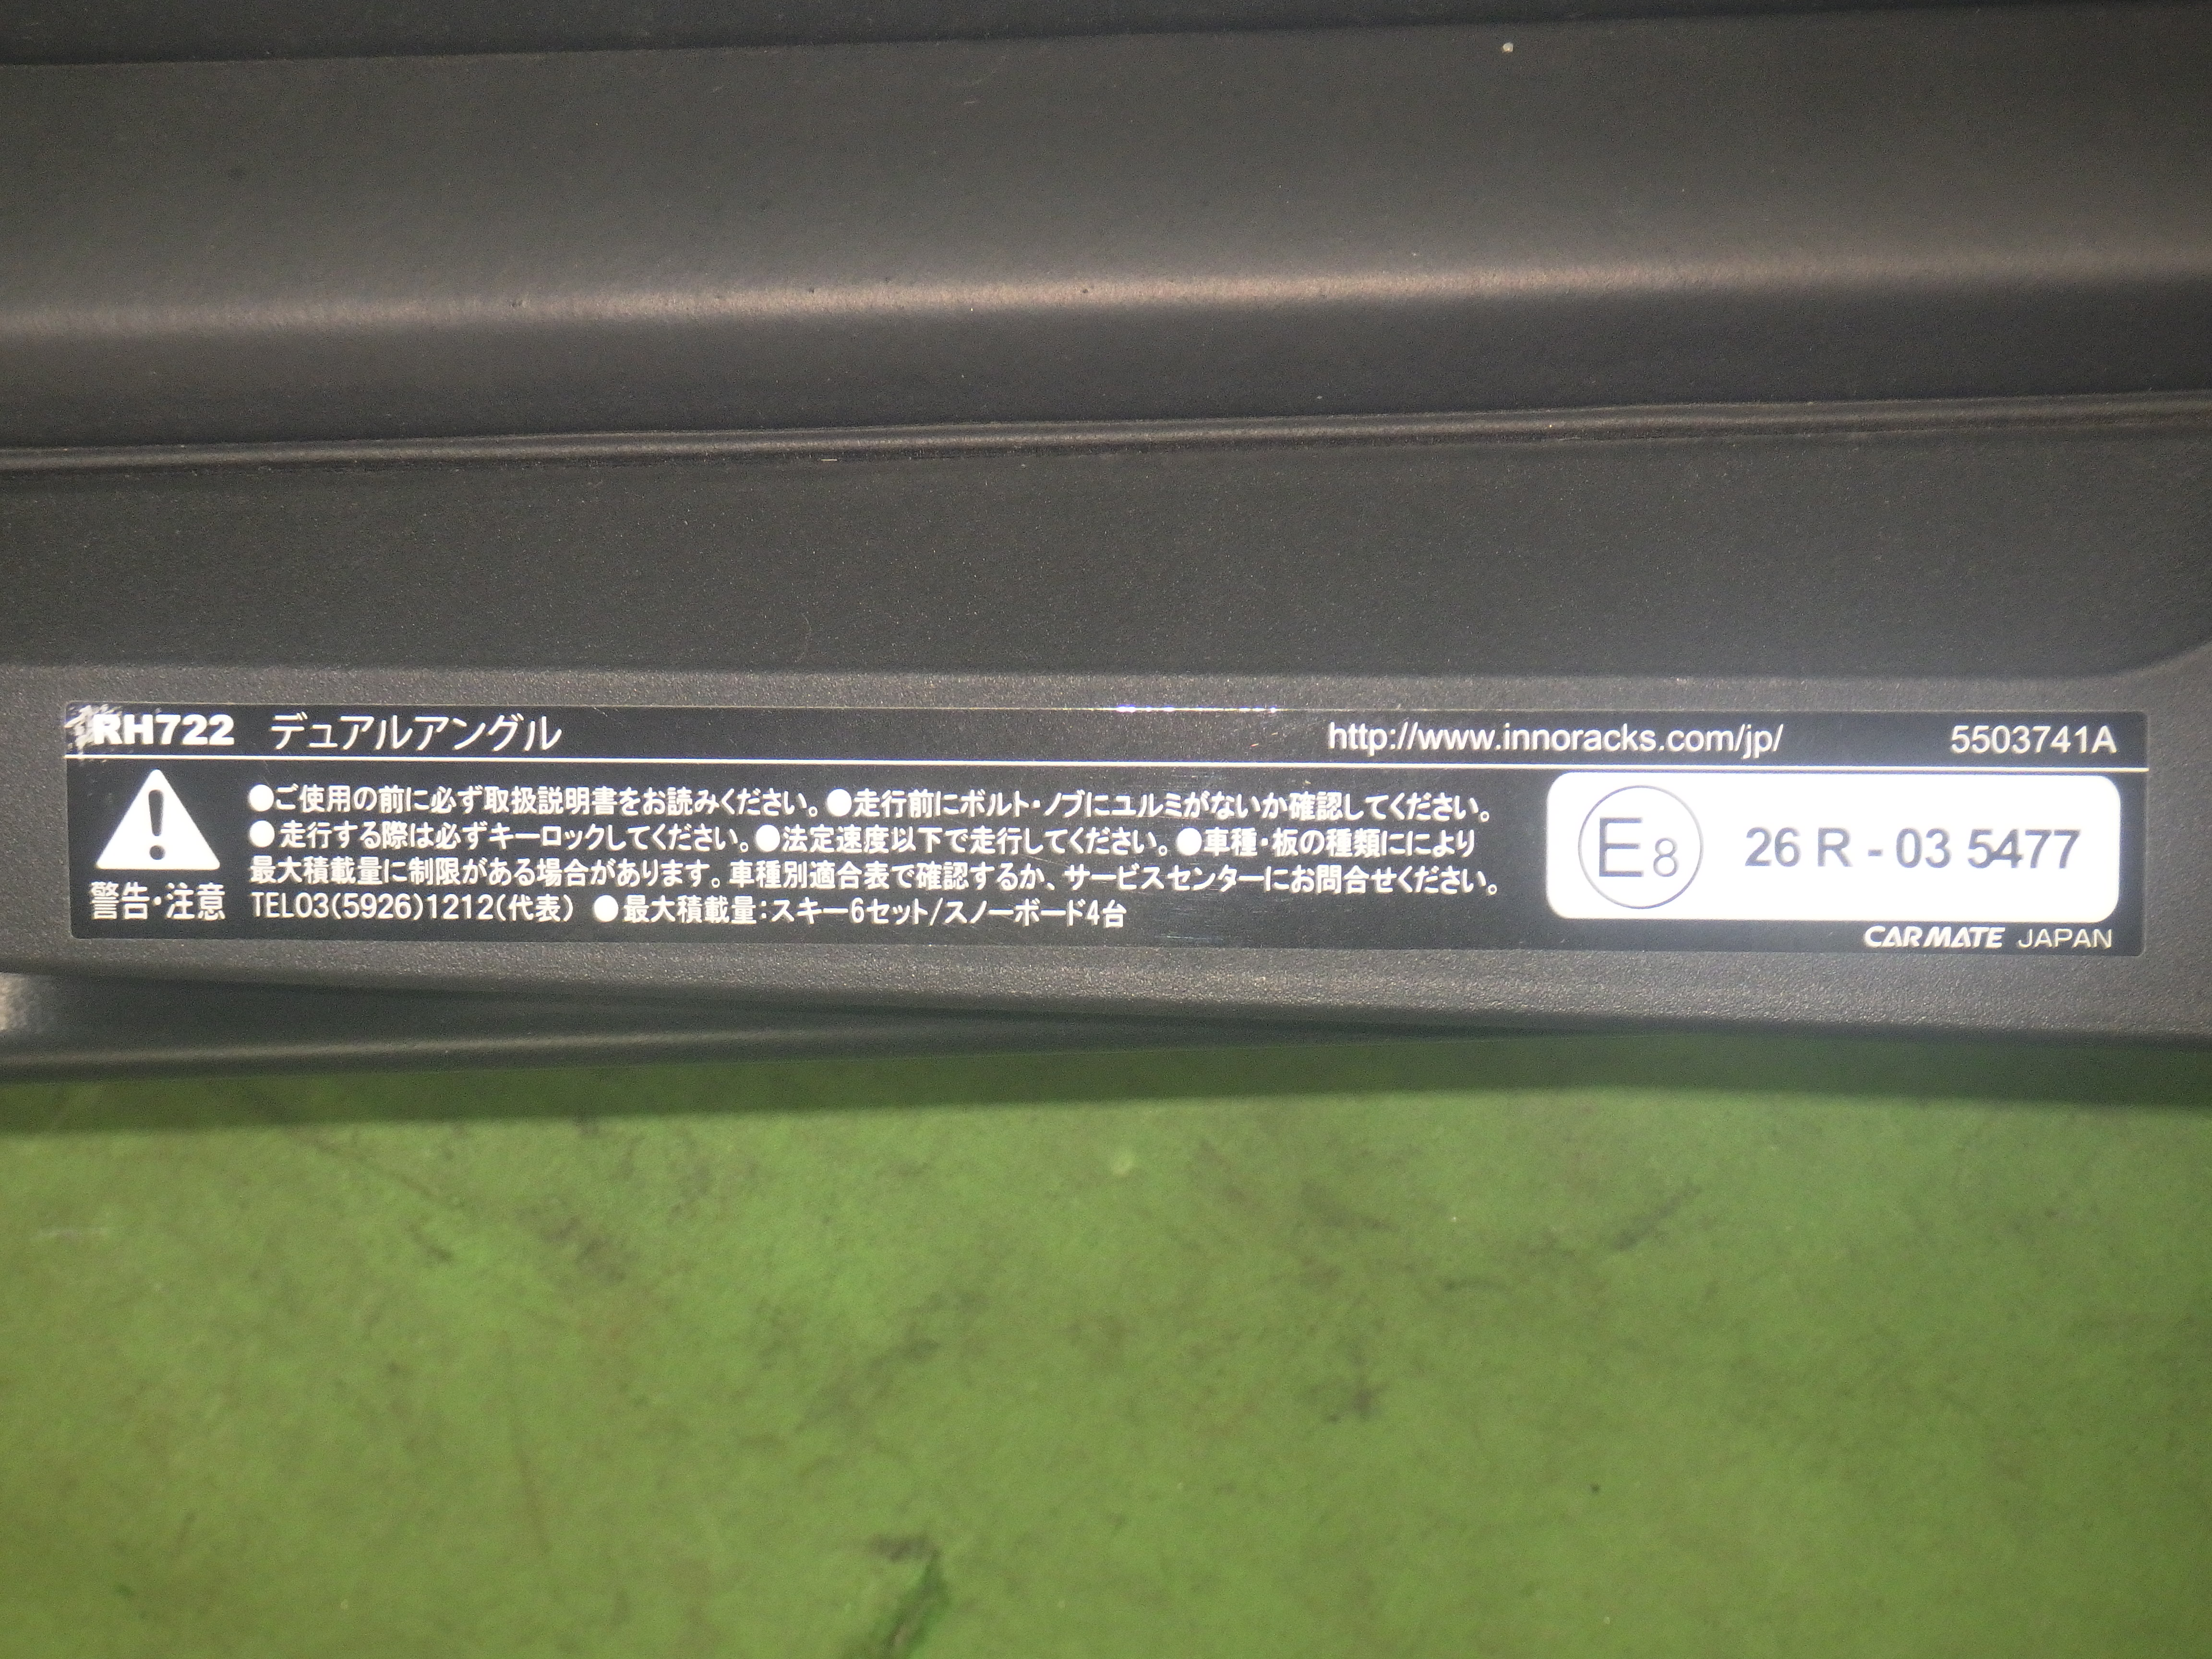 RH722 デュアルアングル http://www.innoracks.com/jp/ 5503741A
●ご使用の前に必ず取扱説明書をお読みください。●走行前にボルト・ノブにユルミがないか確認してください。
●走行する際は必ずキーロックしてください。●法定速度以下で走行してください。●車種・板の種類にに​より
最大積載量に制限がある場合があります。車種別適合表で確認するか、サービスセンターにお問合せください。
TEL03(5926)1212(代表) ●最大積載量:スキー6セット/スノーボード4台
警告・注意
E8 26 R - 03 5477
CARMATE JAPAN